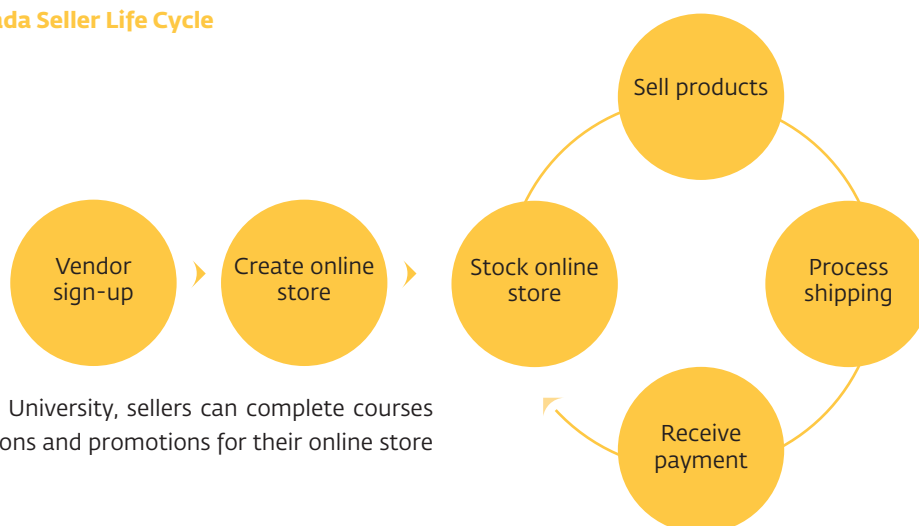 ada Seller Life Cycle
Sell products
Vendor
sign-up
Create online
store
Stock online
store
Process
shipping
Receive
payment
University, sellers can complete courses
ons and promotions for their online store